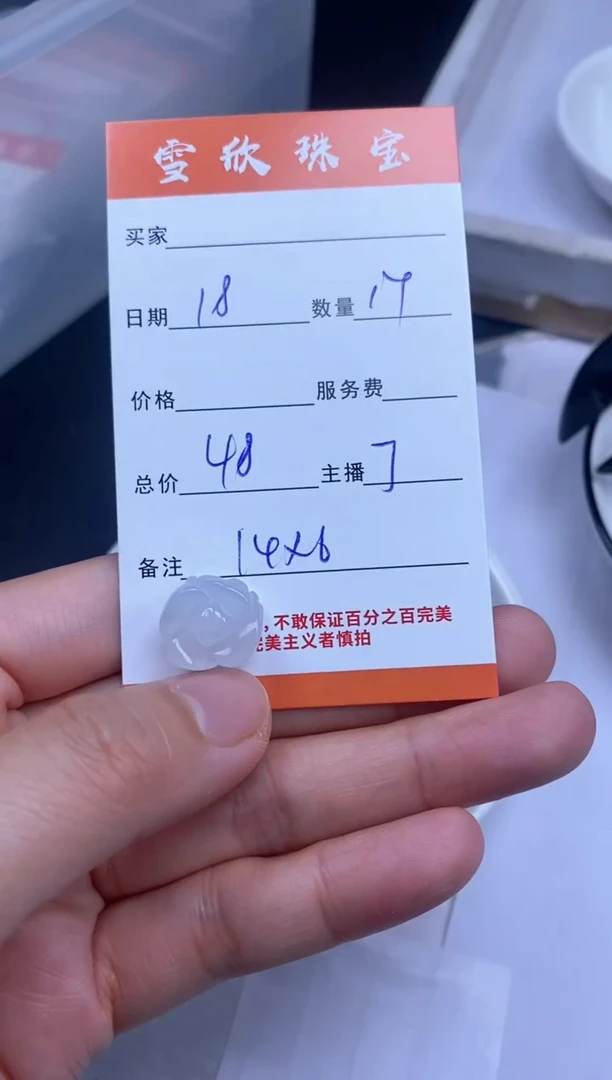 雪欣珠宝
买家
日期 18 数量 17
价格 服务费
总价 48 主播
备注 14x6
,不敢保证百分之百完美
完美主义者慎拍